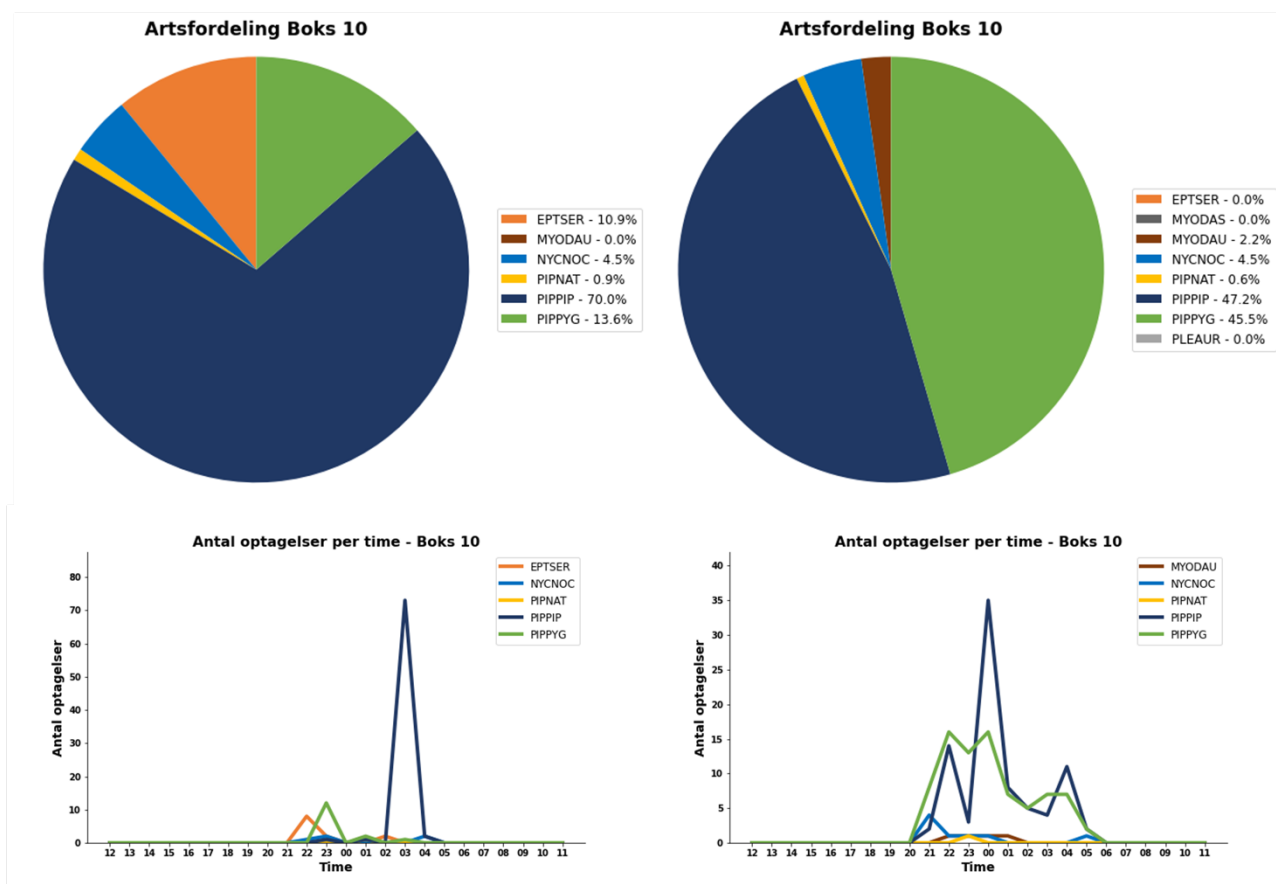 Artsfordeling Boks 10
EPTSER - 10.9%
MYODAU - 0.0%
NYCNOC - 4.5%
PIPNAT - 0.9%
PIPPIP - 70.0%
PIPPYG - 13.6%
Artsfordeling Boks 10
EPTSER - 0.0%
MYODAS - 0.0%
MYODAU - 2.2%
NYCNOC - 4.5%
PIPNAT - 0.6%
PIPPIP - 47.2%
PIPPYG - 45.5%
PLEAUR - 0.0%
Antal optagelser per time - Boks 10
EPTSER
NYCNOC
PIPNAT
PIPPIP
PIPPYG
Antal optagelser
80
70
60
50
40
30
20
10
0
12 13 14 15 16 17 18 19 20 21 22 23 00 01 02 03 04 05 06 07 08 09 10 11
Time
Antal optagelser per time - Boks 10
MYODAU
NYCNOC
PIPNAT
PIPPIP
PIPPYG
Antal optagelser
40
35
30
25
20
15
10
5
0
12 13 14 15 16 17 18 19 20 21 22 23 00 01 02 03 04 05 06 07 08 09 10 11
Time